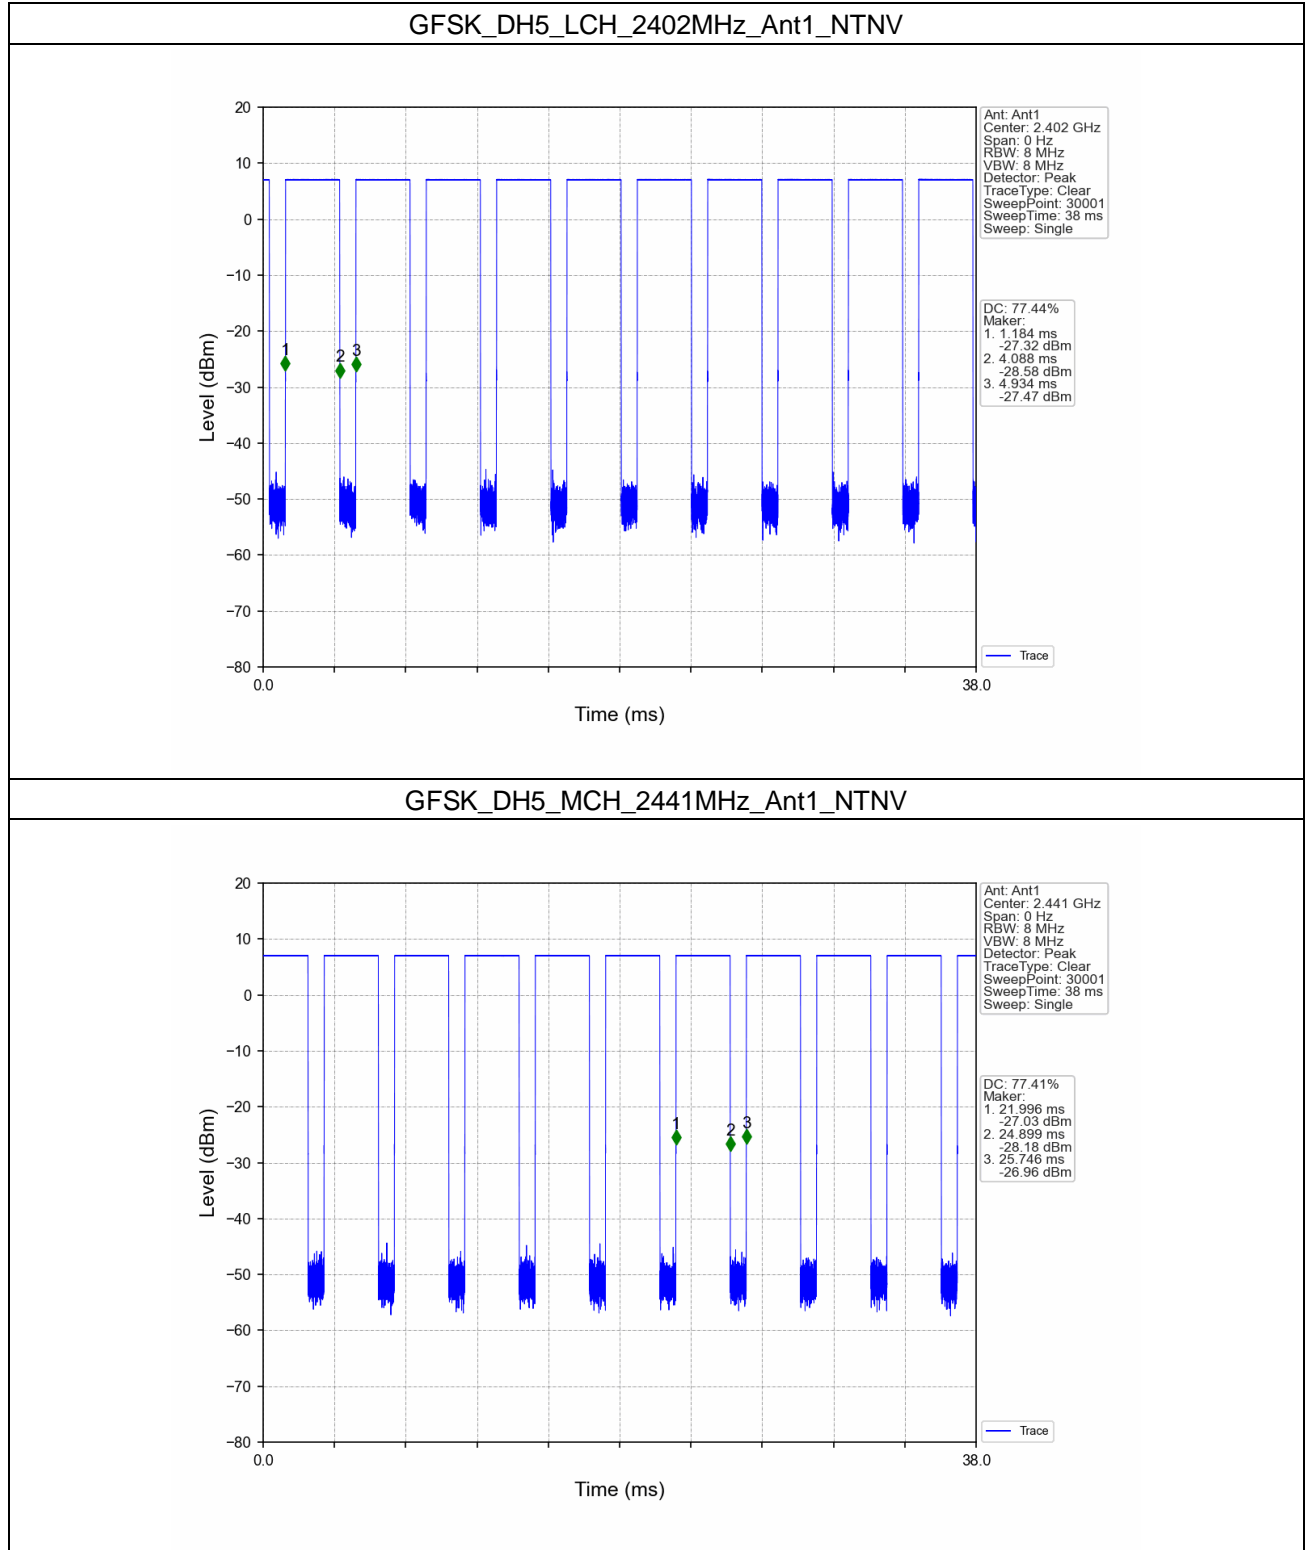 GFSK_DH5_LCH_2402MHz_Ant1_NTNV
20
10
0
−10
−20
−30
−40
−50
−60
−70
−80
Level (dBm)
1
2
3
0.0
38.0
Time (ms)
Ant: Ant1
Center: 2.402 GHz
Span: 0 Hz
RBW: 8 MHz
VBW: 8 MHz
Detector: Peak
TraceType: Clear
SweepPoint: 30001
SweepTime: 38 ms
Sweep: Single
DC: 77.44%
Maker:
1. 1.184 ms
-27.32 dBm
2. 4.088 ms
-28.58 dBm
3. 4.934 ms
-27.47 dBm
Trace
GFSK_DH5_MCH_2441MHz_Ant1_NTNV
20
10
0
−10
−20
−30
−40
−50
−60
−70
−80
Level (dBm)
1
2
3
0.0
38.0
Time (ms)
Ant: Ant1
Center: 2.441 GHz
Span: 0 Hz
RBW: 8 MHz
VBW: 8 MHz
Detector: Peak
TraceType: Clear
SweepPoint: 30001
SweepTime: 38 ms
Sweep: Single
DC: 77.41%
Maker:
1. 21.996 ms
-27.03 dBm
2. 24.899 ms
-28.18 dBm
3. 25.746 ms
-26.96 dBm
Trace